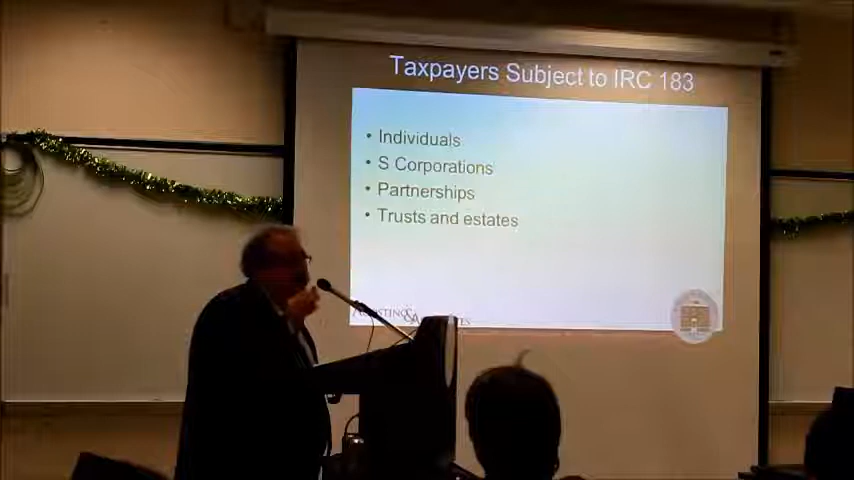 Taxpayers Subject to IRC 183
• Individuals
• S Corporations
• Partnerships
• Trusts and estates